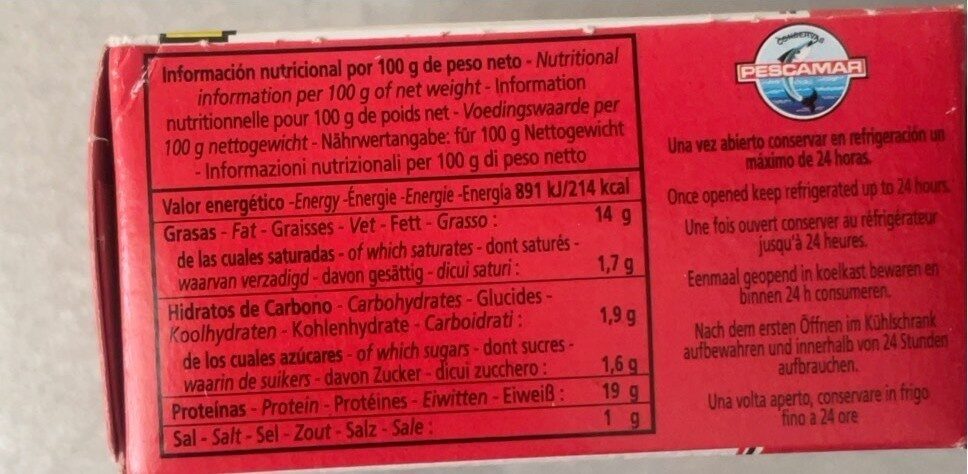 Información nutricional por 100 g de peso neto - Nutritional
information per 100 g of net weight - Information
nutritionnelle pour 100 g de poids net - Voedingswaarde per
100 g nettogewicht - Nährwertangabe: für 100 g Nettogewicht
- Informazioni nutrizionali per 100 g di peso netto
Valor energético -Energy -Énergie -Energie -Energía 891 kJ/214 kcal
Grasas - Fat - Graisses - Vet - Fett - Grasso : 14 g
de las cuales saturadas - of which saturates - dont saturés -
waarvan verzadigd - davon gesättig - dicui saturi : 1,7 g
Hidratos de Carbono - Carbohydrates - Glucides -
Koolhydraten - Kohlenhydrate - Carboidrati : 1,9 g
de los cuales azúcares - of which sugars - dont sucres -
waarin de suikers - davon Zucker - dicui zucchero : 1,6 g
Proteínas - Protein - Protéines - Eiwitten - Eiweiß : 19 g
Sal - Salt - Sel - Zout - Salz - Sale : 1 g
CONSERVAS
PESCAMAR
Una vez abierto conservar en refrigeración un
máximo de 24 horas.
Once opened keep refrigerated up to 24 hours.
Une fois ouvert conserver au réfrigérateur
jusqu'à 24 heures.
Eenmaal geopend in koelkast bewaren en
binnen 24 h consumeren.
Nach dem ersten Öffnen im Kühlschrank
aufbewahren und innerhalb von 24 Stunden
aufbrauchen.
Una volta aperto, conservare in frigo
fino a 24 ore